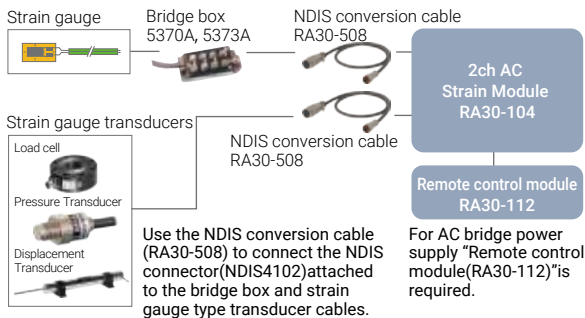 Strain gauge
Bridge box
5370A, 5373A
NDIS conversion cable
RA30-508
2ch AC
Strain Module
RA30-104
Strain gauge transducers
NDIS conversion cable
RA30-508
Load cell
Pressure Transducer
Displacement
Transducer
Remote control module
RA30-112
Use the NDIS conversion cable
(RA30-508) to connect the NDIS
connector(NDIS4102)attached
to the bridge box and strain
gauge type transducer cables.
For AC bridge power
supply “Remote control
module(RA30-112)”is
required.